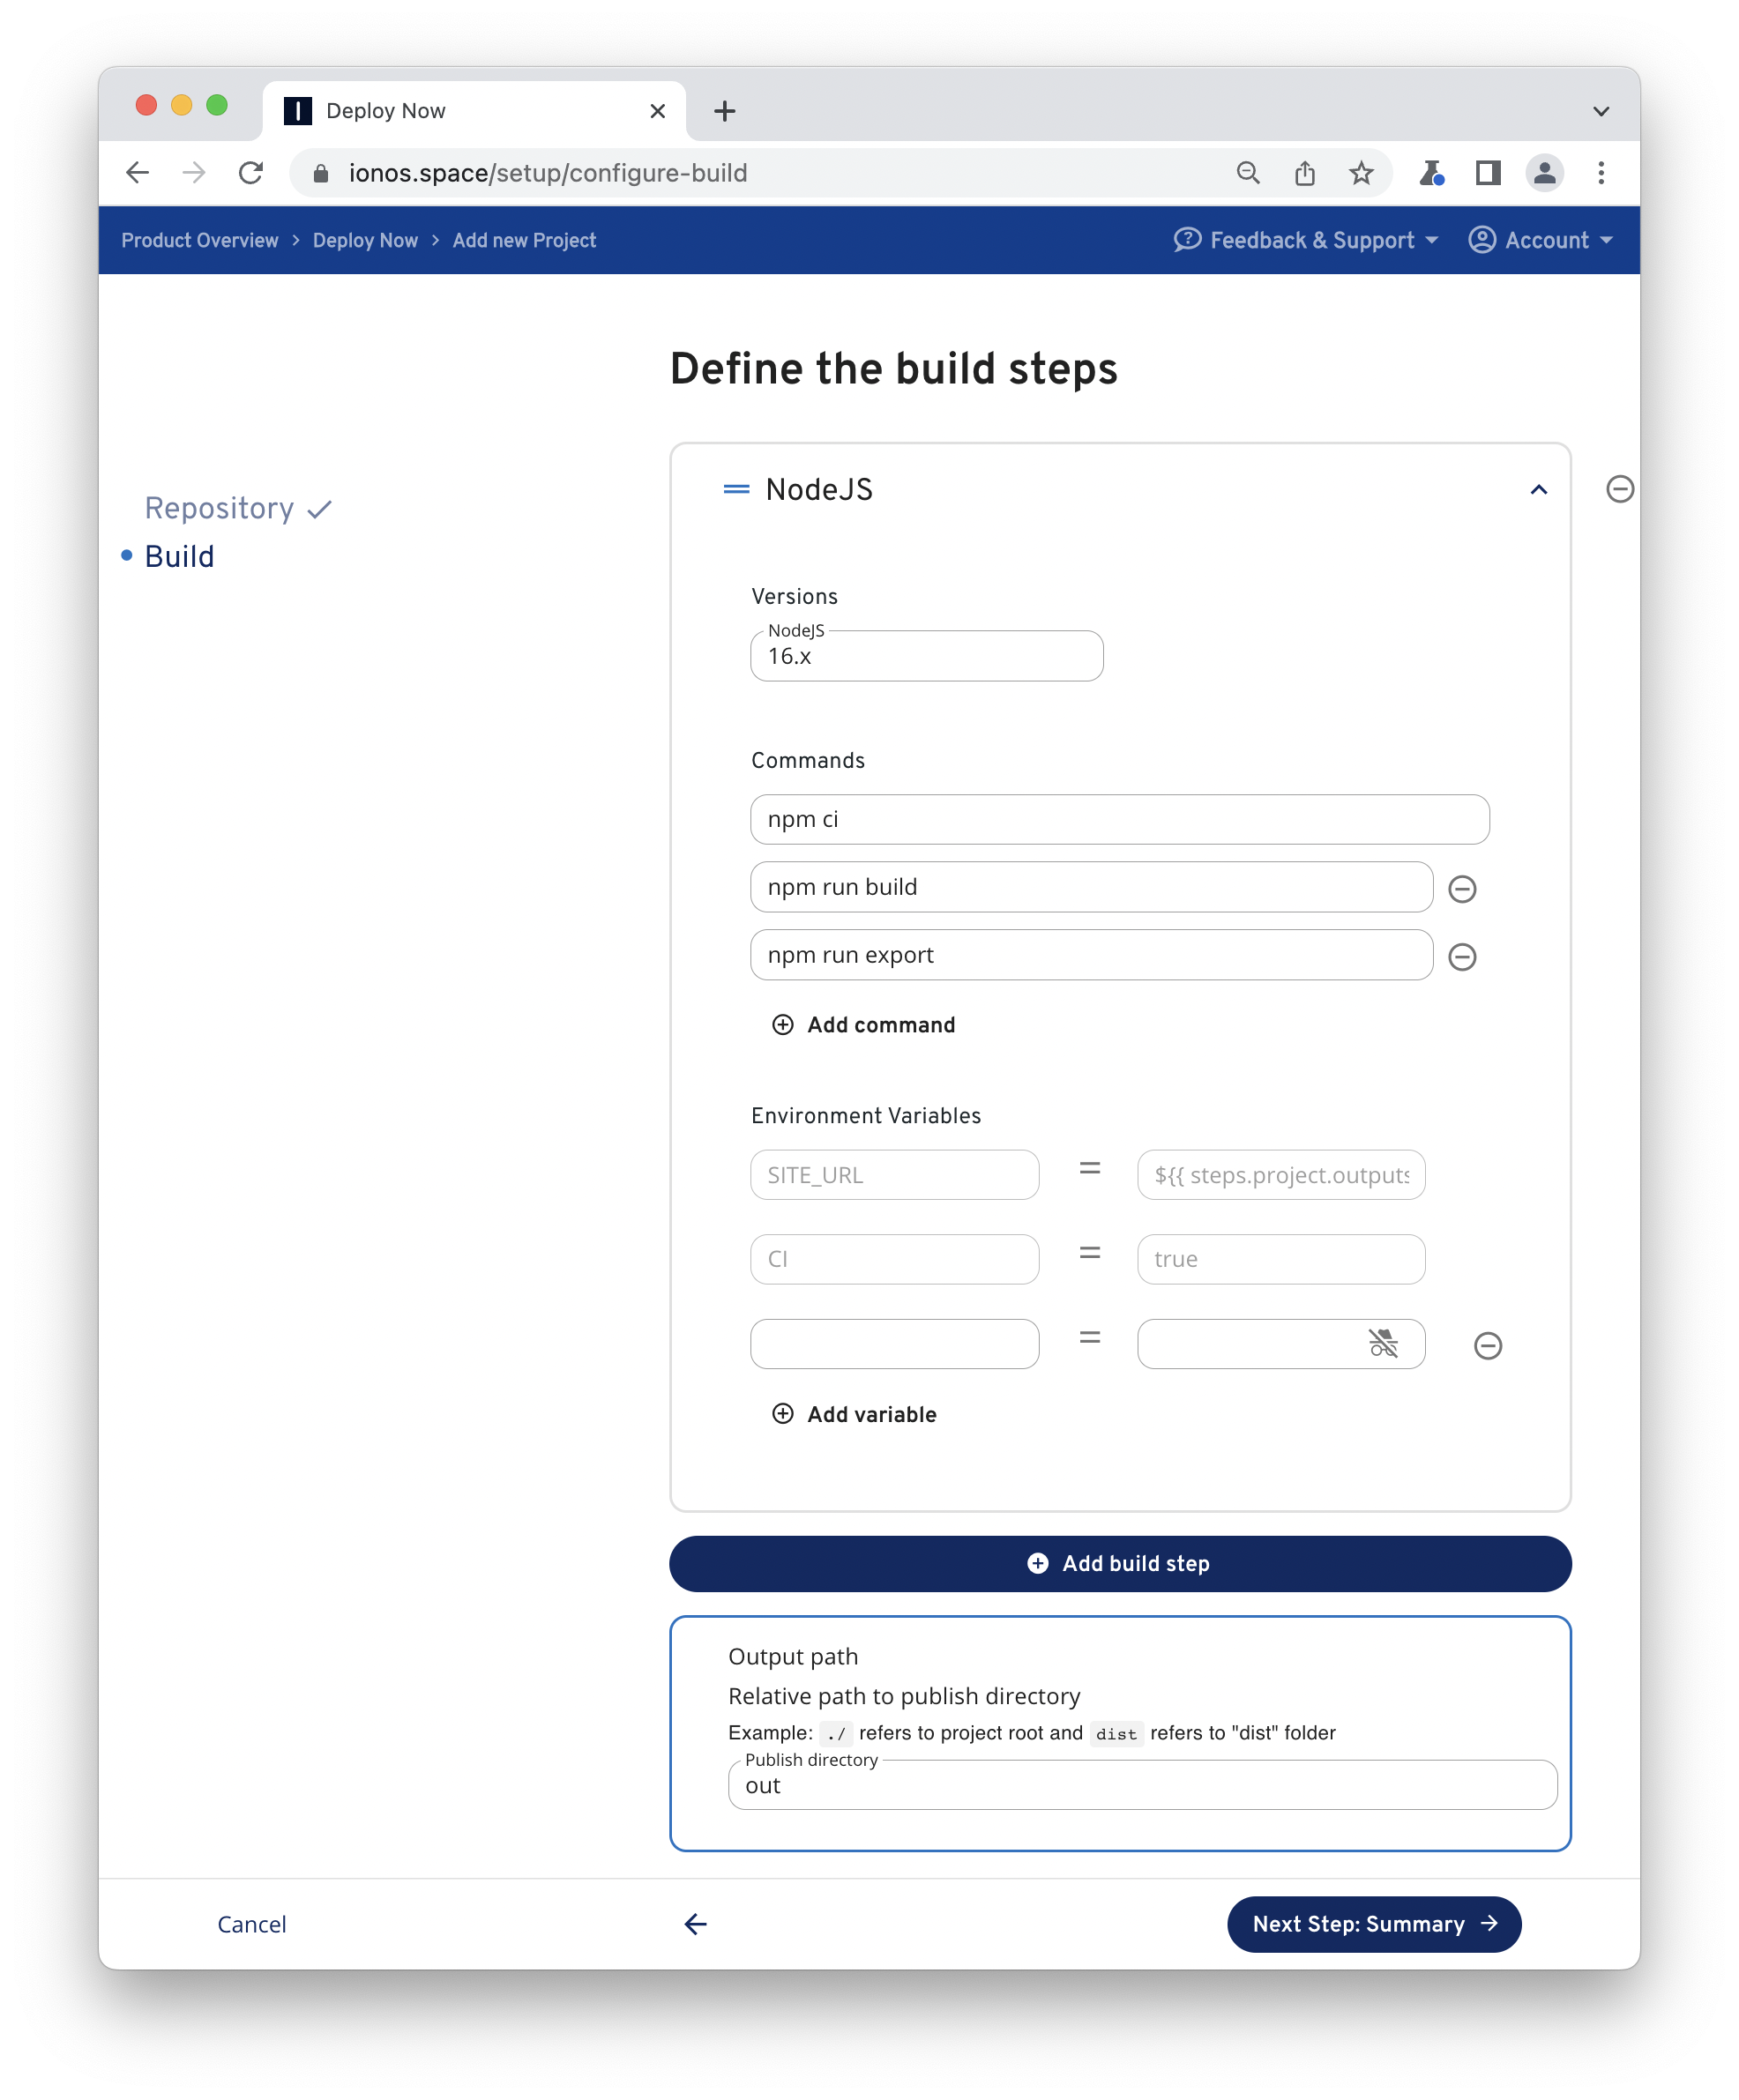 Deploy Now
ionos.space/setup/configure-build
Product Overview > Deploy Now > Add new Project
Feedback & Support
Account
Define the build steps
Repository
Build
NodeJS
Versions
NodeJS
16.x
Commands
npm ci
npm run build
npm run export
Add command
Environment Variables
SITE_URL = ${{ steps.project.outputs
CI = true
=
Add variable
Add build step
Output path
Relative path to publish directory
Example: ./ refers to project root and dist refers to "dist" folder
Publish directory
out
Cancel
Next Step: Summary